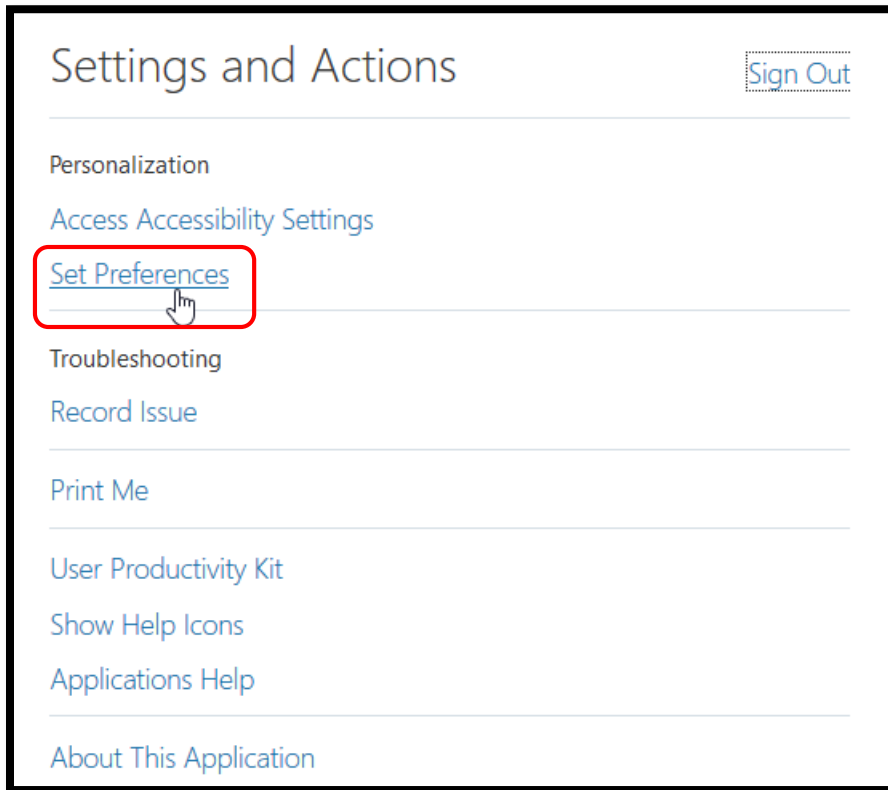 Settings and Actions
Sign Out
Personalization
Access Accessibility Settings
Set Preferences
Troubleshooting
Record Issue
Print Me
User Productivity Kit
Show Help Icons
Applications Help
About This Application